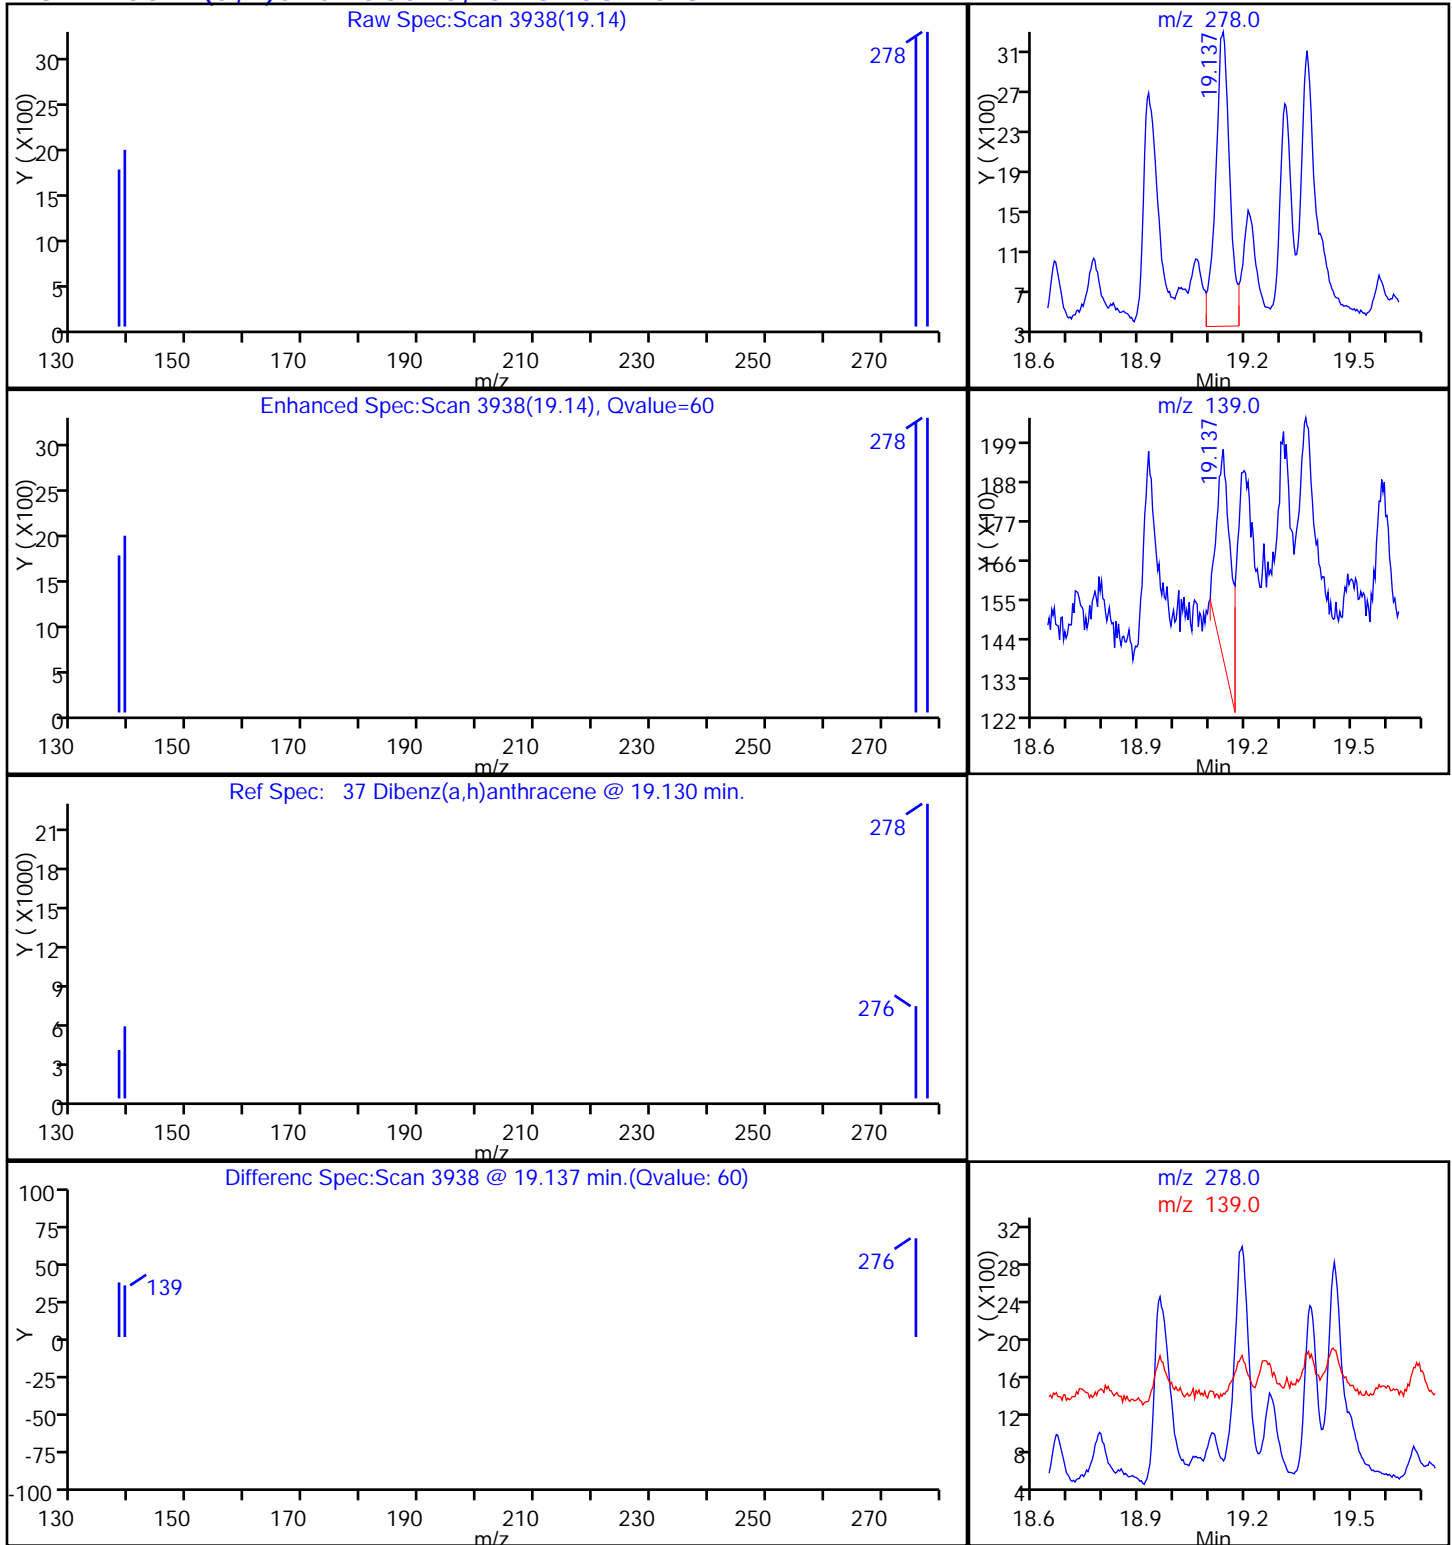 Raw Spec:Scan 3938(19.14)
Y ( X100)
30
25
20
15
10
5
0
278
130 150 170 190 210 230 250 270
m/z
m/z 278.0
Y ( X100)
31
27
23
19
15
11
7
3
19.137
18.6 18.9 19.2 19.5
Min
Enhanced Spec:Scan 3938(19.14), Qvalue=60
Y ( X100)
30
25
20
15
10
5
0
278
130 150 170 190 210 230 250 270
m/z
m/z 139.0
Y ( X10)
199
188
177
166
155
144
133
122
19.137
18.6 18.9 19.2 19.5
Min
Ref Spec: 37 Dibenz(a,h)anthracene @ 19.130 min.
Y ( X1000)
21
18
15
12
9
6
3
0
278
276
130 150 170 190 210 230 250 270
m/z
Differenc Spec:Scan 3938 @ 19.137 min.(Qvalue: 60)
Y
100
75
50
25
0
-25
-50
-75
-100
139
276
130 150 170 190 210 230 250 270
m/z
m/z 278.0
m/z 139.0
Y ( X100)
32
28
24
20
16
12
8
4
18.6 18.9 19.2 19.5
Min